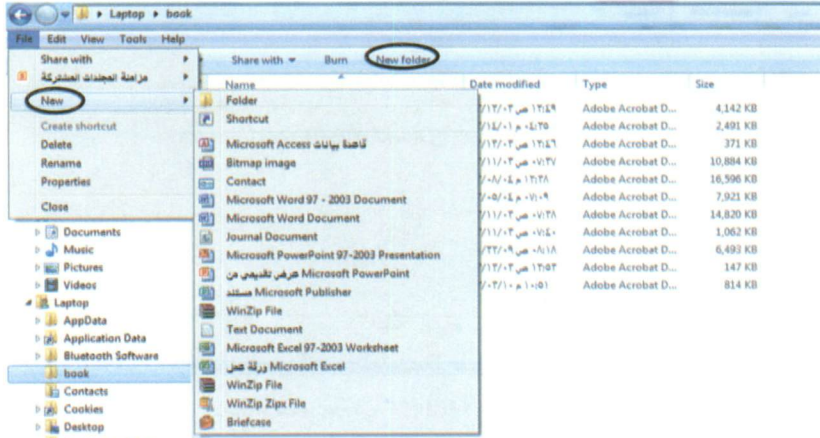 Laptop ▸ book
File Edit View Tools Help
Share with
مزامنة المجلدات المشتركة
New
Create shortcut
Delete
Rename
Properties
Close
Share with Burn New folder
Name Date modified Type Size
Folder
Shortcut
قاعدة بيانات Microsoft Access
Bitmap image
Contact
Microsoft Word 97 - 2003 Document
Microsoft Word Document
Journal Document
Microsoft PowerPoint 97-2003 Presentation
عرض تقديمي من Microsoft PowerPoint
مستند Microsoft Publisher
WinZip File
Text Document
Microsoft Excel 97-2003 Worksheet
ورقة عمل Microsoft Excel
WinZip File
WinZip Zipx File
Briefcase
Adobe Acrobat D... 4,142 KB
Adobe Acrobat D... 2,491 KB
Adobe Acrobat D... 371 KB
Adobe Acrobat D... 10,884 KB
Adobe Acrobat D... 16,596 KB
Adobe Acrobat D... 7,921 KB
Adobe Acrobat D... 14,820 KB
Adobe Acrobat D... 1,062 KB
Adobe Acrobat D... 6,493 KB
Adobe Acrobat D... 147 KB
Adobe Acrobat D... 814 KB
Documents
Music
Pictures
Videos
Laptop
AppData
Application Data
Bluetooth Software
book
Contacts
Cookies
Desktop